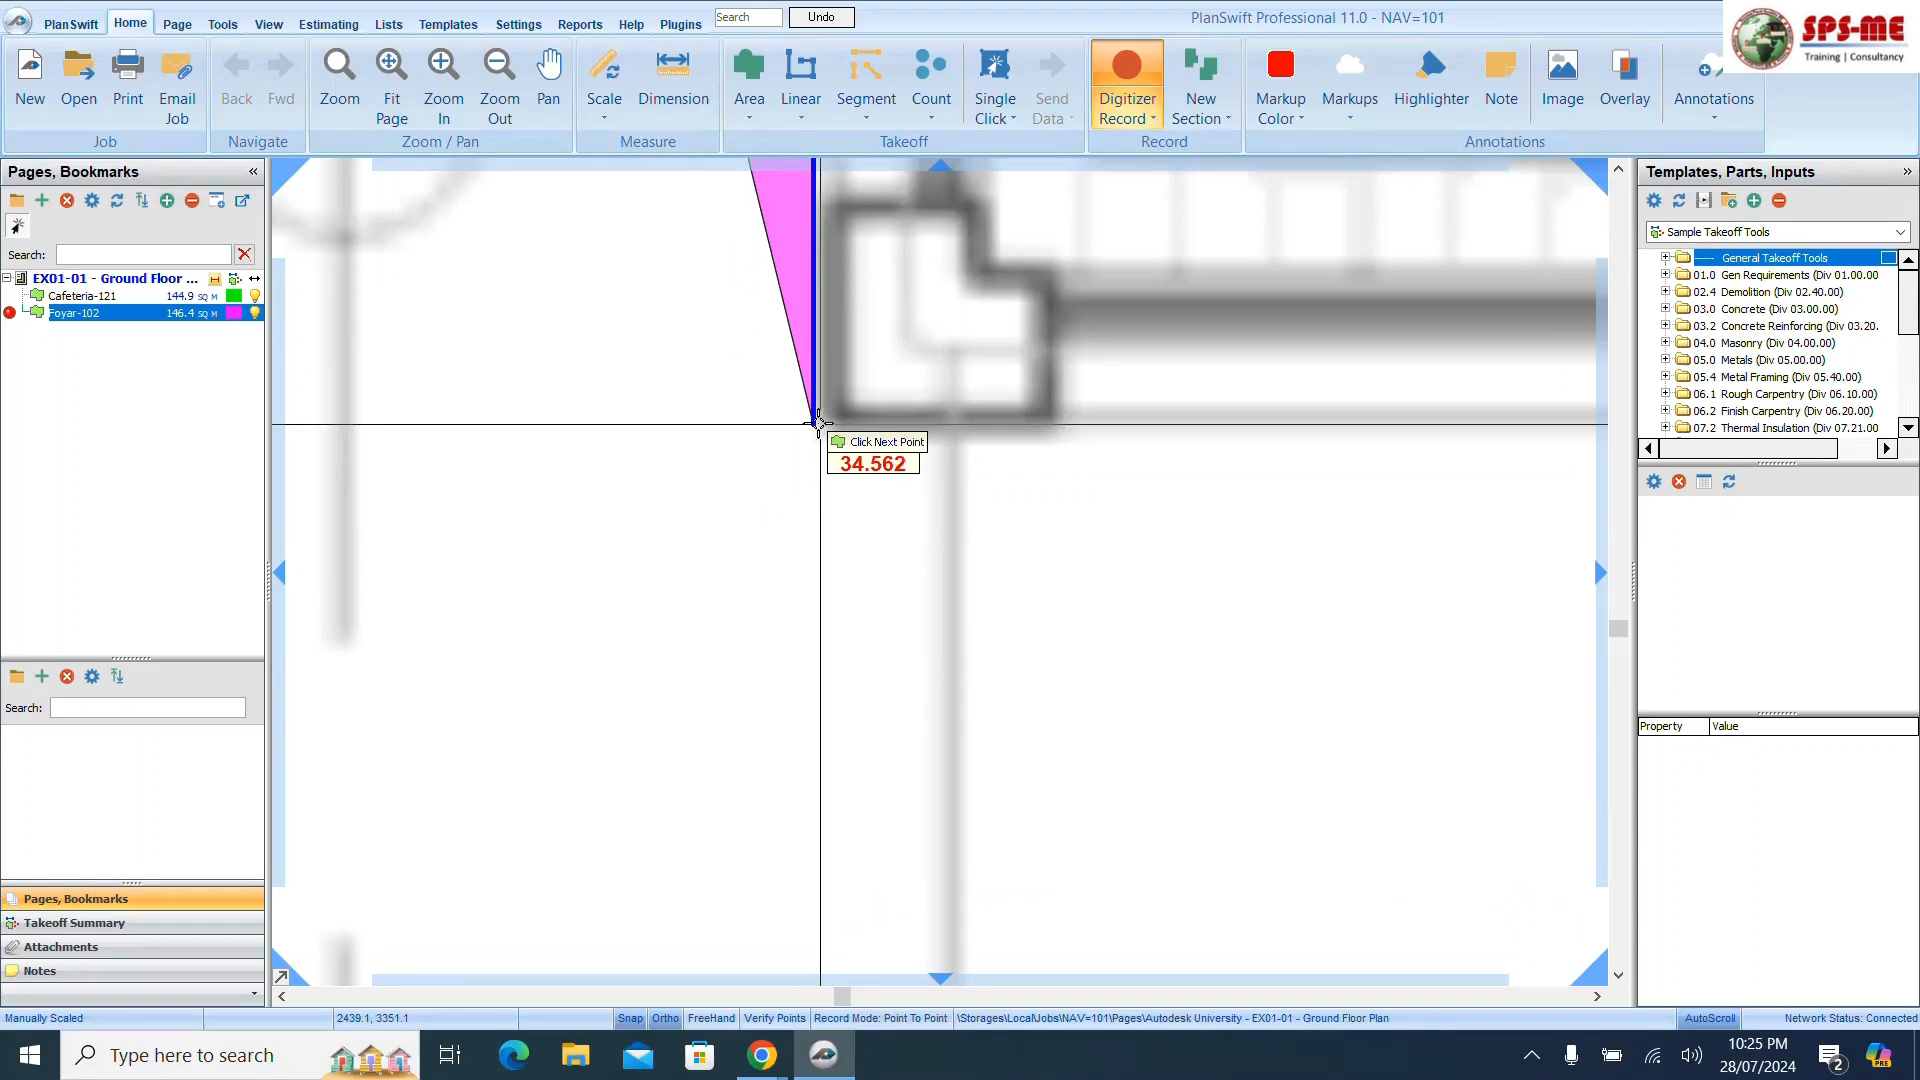 PlanSwift Professional 11.0 - NAV=101
PlanSwift Home Page Tools View Estimating Lists Templates Settings Reports Help Plugins Search Undo
SPS-ME
Training | Consultancy
New Open Print Email Job Back Fwd Zoom Fit Page Zoom In Zoom Out Pan Scale Dimension Area Linear Segment Count Single Click Send Data Digitizer Record New Section Markup Color Markups Highlighter Note Image Overlay Annotations
Job Navigate Zoom / Pan Measure Takeoff Record Annotations
Pages, Bookmarks
Search:
EX01-01 - Ground Floor ...
Cafeteria-121 144.9 SQ M
Foyar-102 146.4 SQ M
Search:
Pages, Bookmarks
Takeoff Summary
Attachments
Notes
Click Next Point
34.562
Templates, Parts, Inputs
Sample Takeoff Tools
------ General Takeoff Tools
01.0 Gen Requirements (Div 01.00.00
02.4 Demolition (Div 02.40.00)
03.0 Concrete (Div 03.00.00)
03.2 Concrete Reinforcing (Div 03.20.
04.0 Masonry (Div 04.00.00)
05.0 Metals (Div 05.00.00)
05.4 Metal Framing (Div 05.40.00)
06.1 Rough Carpentry (Div 06.10.00)
06.2 Finish Carpentry (Div 06.20.00)
07.2 Thermal Insulation (Div 07.21.00
Property Value
Manually Scaled 2439.1, 3351.1 Snap Ortho FreeHand Verify Points Record Mode: Point To Point \Storages\Local\Jobs\NAV=101\Pages\Autodesk University - EX01-01 - Ground Floor Plan AutoScroll Network Status: Connected
Type here to search
10:25 PM
28/07/2024
2
PRE